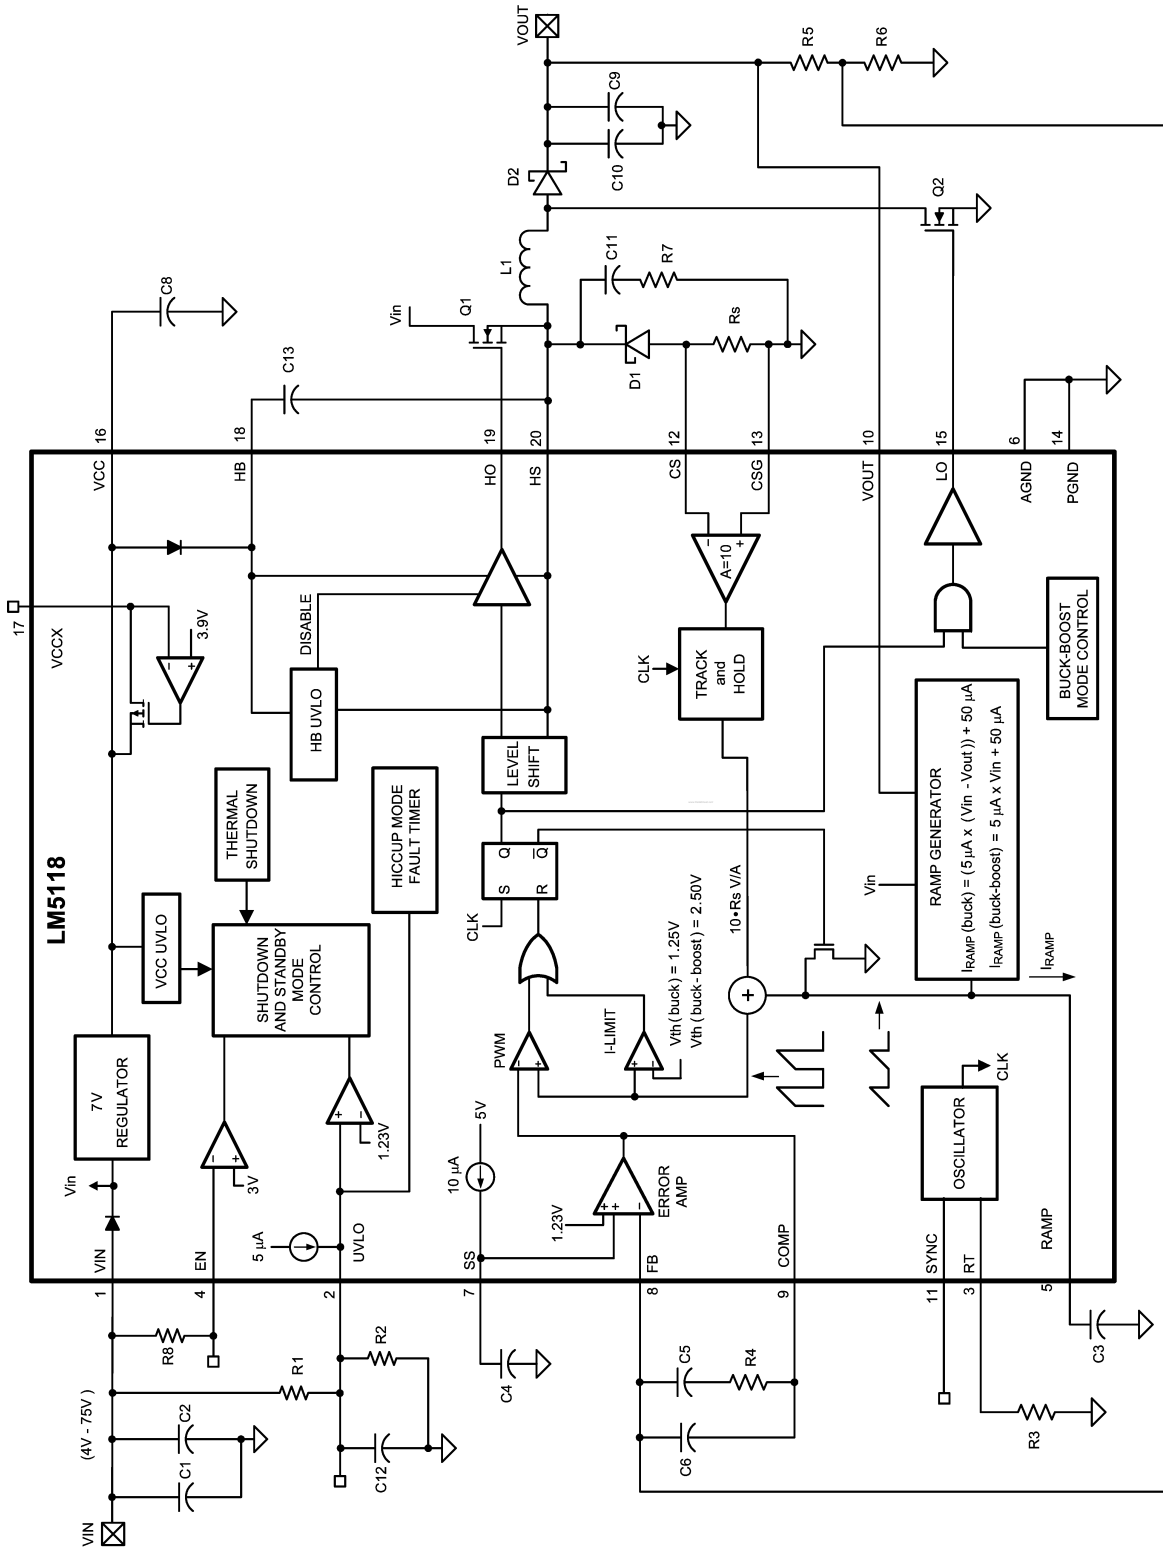 LM5118
VIN
(4V - 75V)
C1
C2
R8
R1
R2
C12
C4
C5
R4
C6
R3
C3
1
VIN
4
EN
2
UVLO
7
SS
8
FB
9
COMP
11
SYNC
3
RT
5
RAMP
Vin
7V
REGULATOR
3V
5 µA
1.23V
10 µA
5V
1.23V
ERROR
AMP
VCC UVLO
THERMAL
SHUTDOWN
SHUTDOWN
AND STANDBY
MODE
CONTROL
HICCUP MODE
FAULT TIMER
17
VCCX
3.9V
HB UVLO
DISABLE
PWM
I-LIMIT
Vth ( buck ) = 1.25V
Vth ( buck - boost ) = 2.50V
CLK
S
Q
R
Q
LEVEL
SHIFT
10•Rs V/A
+
CLK
TRACK
and
HOLD
A=10
OSCILLATOR
CLK
Vin
RAMP GENERATOR
IRAMP (buck) = ( 5 µA x (Vin - Vout )) + 50 µA
IRAMP (buck-boost) = 5 µA x Vin + 50 µA
IRAMP
BUCK-BOOST
MODE CONTROL
16
VCC
18
HB
19
HO
20
HS
12
CS
13
CSG
10
VOUT
15
LO
6
AGND
14
PGND
C8
C13
Vin
Q1
L1
D2
C11
R7
D1
Rs
C10
C9
VOUT
R5
R6
Q2